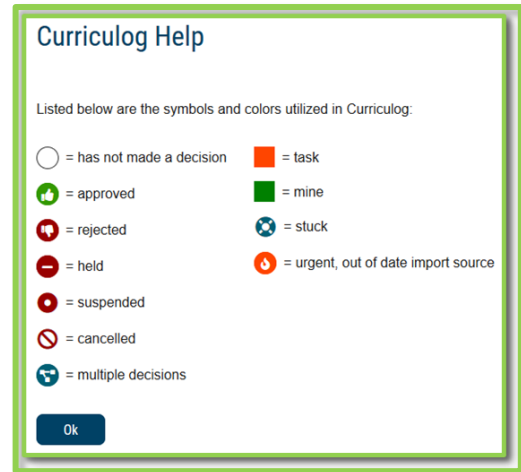 Curriculog Help
Listed below are the symbols and colors utilized in Curriculog:
= has not made a decision
= approved
= rejected
= held
= suspended
= cancelled
= multiple decisions
= task
= mine
= stuck
= urgent, out of date import source
Ok